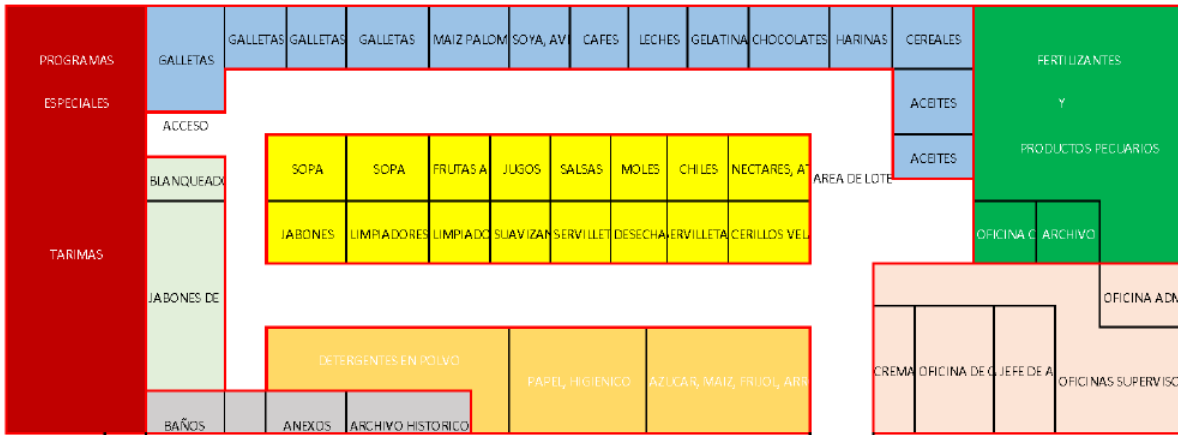 PROGRAMAS
ESPECIALES
TARIMAS
GALLETAS
GALLETAS
GALLETAS
GALLETAS
MAIZ PALOM
SOYA, AVI
CAFES
LECHES
GELATINA
CHOCOLATES
HARINAS
CEREALES
ACEITES
ACEITES
FERTILIZANTES
Y
PRODUCTOS PECUARIOS
ACCESO
BLANQUEADO
JABONES DE
SOPA
SOPA
FRUTAS A
JUGOS
SALSAS
MOLES
CHILES
NECTARES, AT
AREA DE LOTE
JABONES
LIMPIADORES
LIMPIADO
SUAVIZAN
SERVILLET
DESECHA
ERVILLETA
CERILLOS VELA
OFICINA C
ARCHIVO
OFICINA ADM
DETERGENTES EN POLVO
PAPEL, HIGIENICO
AZUCAR, MAIZ, FRIJOL, ARR
CREMA
OFICINA DE C
JEFE DE A
OFICINAS SUPERVISO
BAÑOS
ANEXOS
ARCHIVO HISTORICO